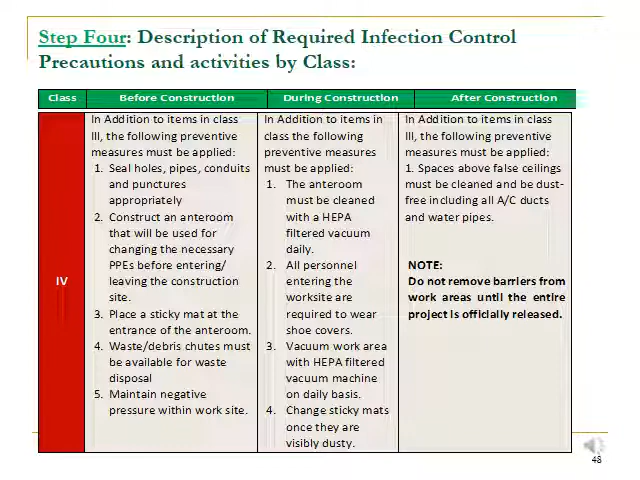 Step Four: Description of Required Infection Control
Precautions and activities by Class:
Class
Before Construction
During Construction
After Construction
IV
In Addition to items in class
III, the following preventive
measures must be applied:
1. Seal holes, pipes, conduits
and punctures
appropriately
2. Construct an anteroom
that will be used for
changing the necessary
PPEs before entering/
leaving the construction
site.
3. Place a sticky mat at the
entrance of the anteroom.
4. Waste/debris chutes must
be available for waste
disposal
5. Maintain negative
pressure within work site.
In Addition to items in
class the following
preventive measures
must be applied:
1. The anteroom
must be cleaned
with a HEPA
filtered vacuum
daily.
2. All personnel
entering the
worksite are
required to wear
shoe covers.
3. Vacuum work area
with HEPA filtered
vacuum machine
on daily basis.
4. Change sticky mats
once they are
visibly dusty.
In Addition to items in class
III, the following preventive
measures must be applied:
1. Spaces above false ceilings
must be cleaned and be dust-
free including all A/C ducts
and water pipes.
NOTE:
Do not remove barriers from
work areas until the entire
project is officially released.
48